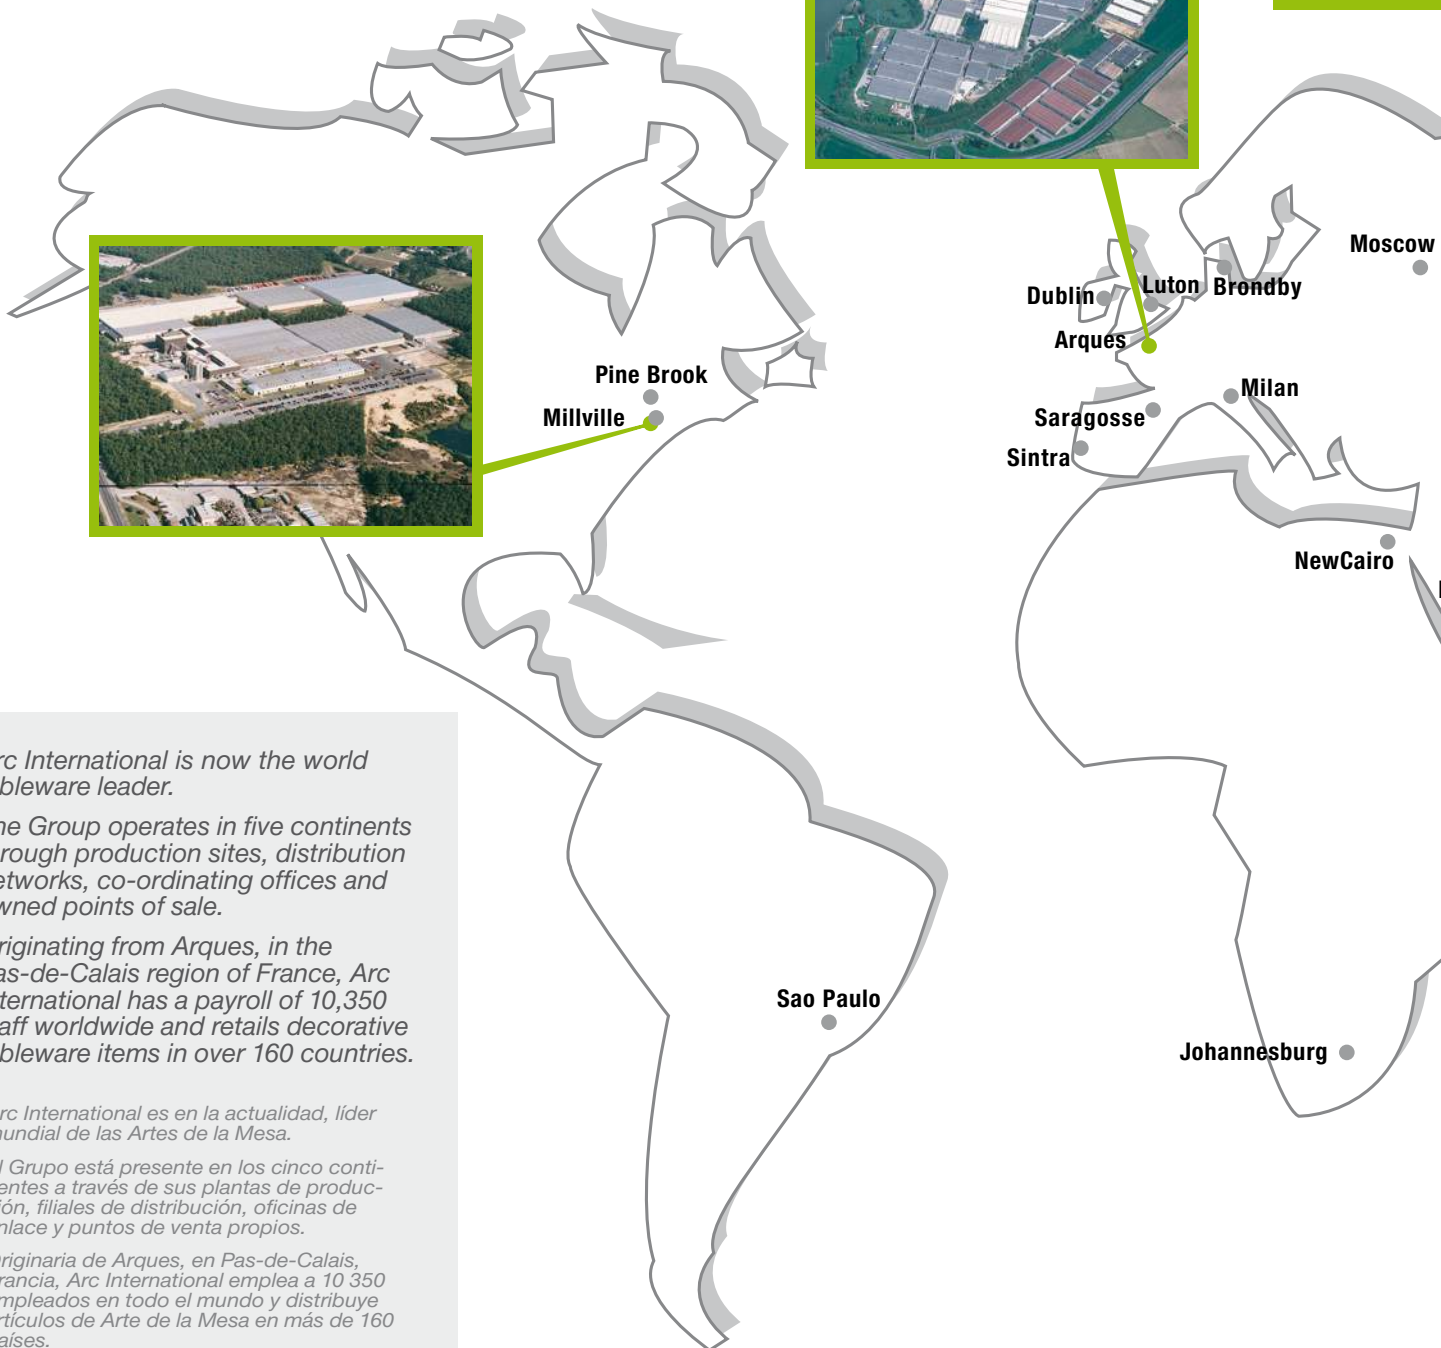 Moscow
Luton Brondby
Dublin
Arques
Pine Brook
Milan
Millville
Saragosse
Sintra
NewCairo
rc International is now the world
bleware leader.
ne Group operates in five continents
rough production sites, distribution
etworks, co-ordinating offices and
wned points of sale.
riginating from Arques, in the
as-de-Calais region of France, Arc
ternational has a payroll of 10,350
aff worldwide and retails decorative
bleware items in over 160 countries.
Sao Paulo
Johannesburg
rc International es en la actualidad, líder
nundial de las Artes de la Mesa.
l Grupo está presente en los cinco conti-
entes a través de sus plantas de produc-
ión, filiales de distribución, oficinas de
nlace y puntos de venta propios.
riginaria de Arques, en Pas-de-Calais,
rancia, Arc International emplea a 10 350
mpleados en todo el mundo y distribuye
rtículos de Arte de la Mesa en más de 160
aíses.